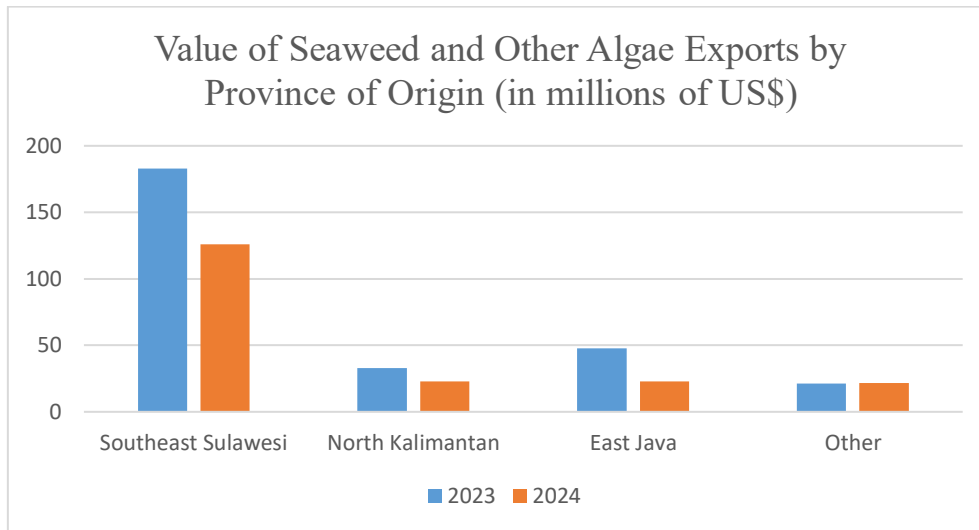 Value of Seaweed and Other Algae Exports by
Province of Origin (in millions of US$)
200
150
100
50
0
Southeast Sulawesi North Kalimantan East Java Other
2023 2024